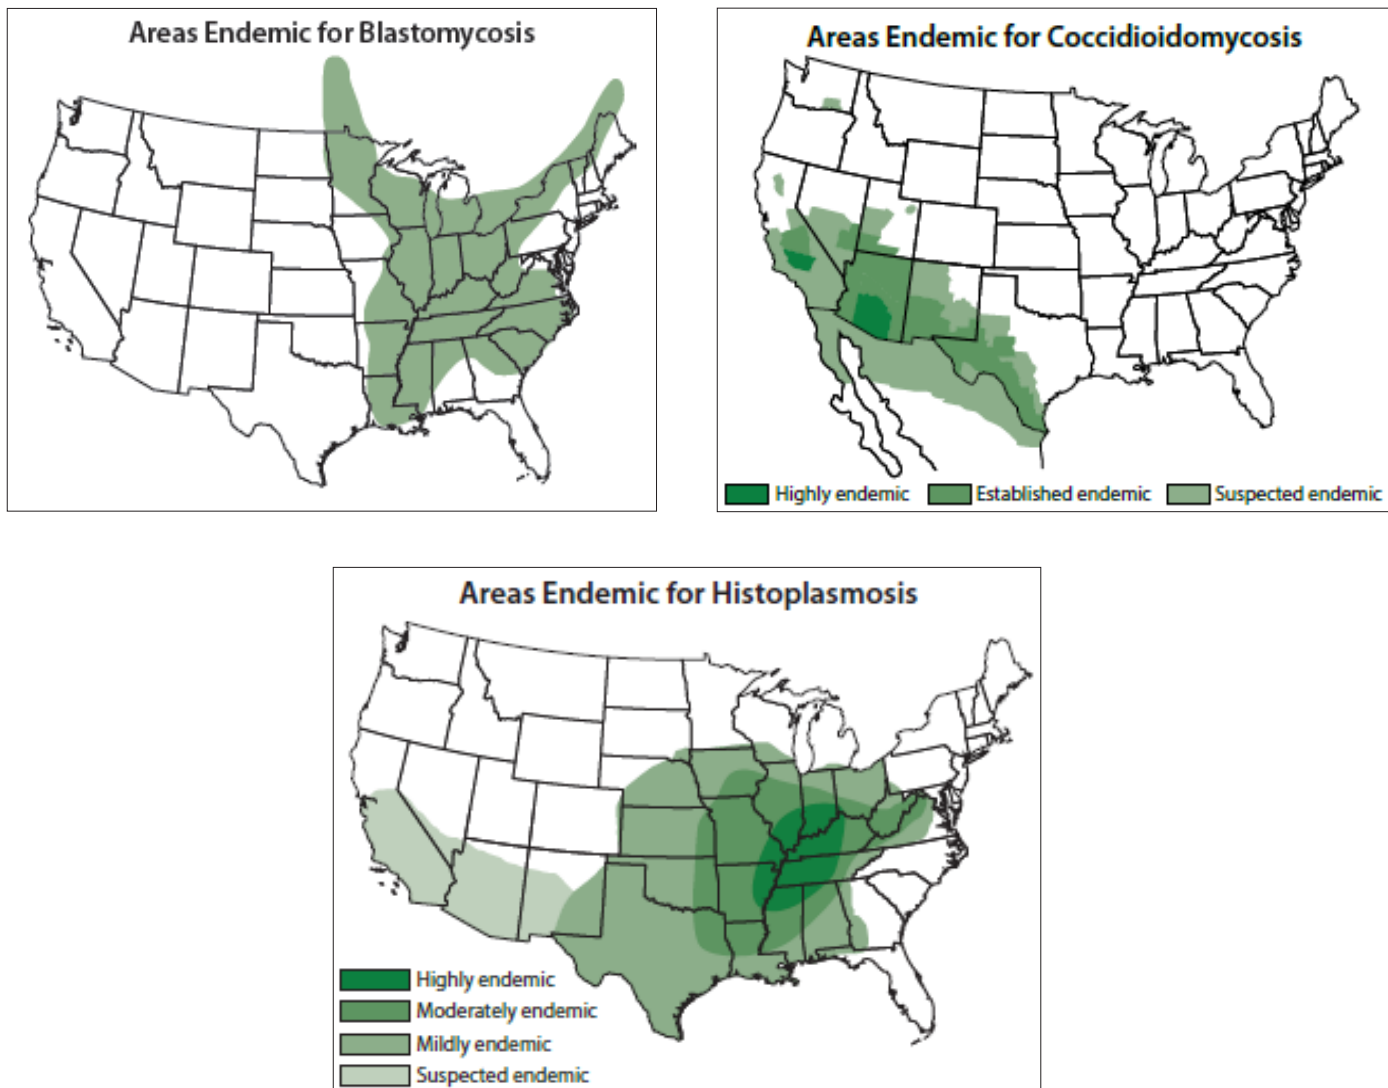 Areas Endemic for Blastomycosis
Areas Endemic for Coccidioidomycosis
Highly endemic
Established endemic
Suspected endemic
Areas Endemic for Histoplasmosis
Highly endemic
Moderately endemic
Mildly endemic
Suspected endemic